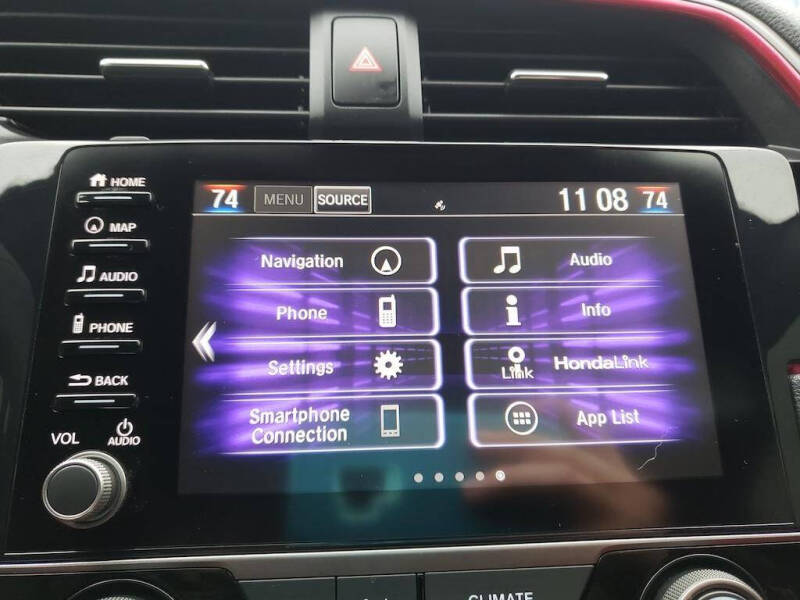 HOME
MAP
AUDIO
PHONE
BACK
VOL
AUDIO
74 MENU SOURCE 11 08 74
Navigation Audio
Phone Info
Settings Link HondaLink
Smartphone
Connection App List
CLIMATE